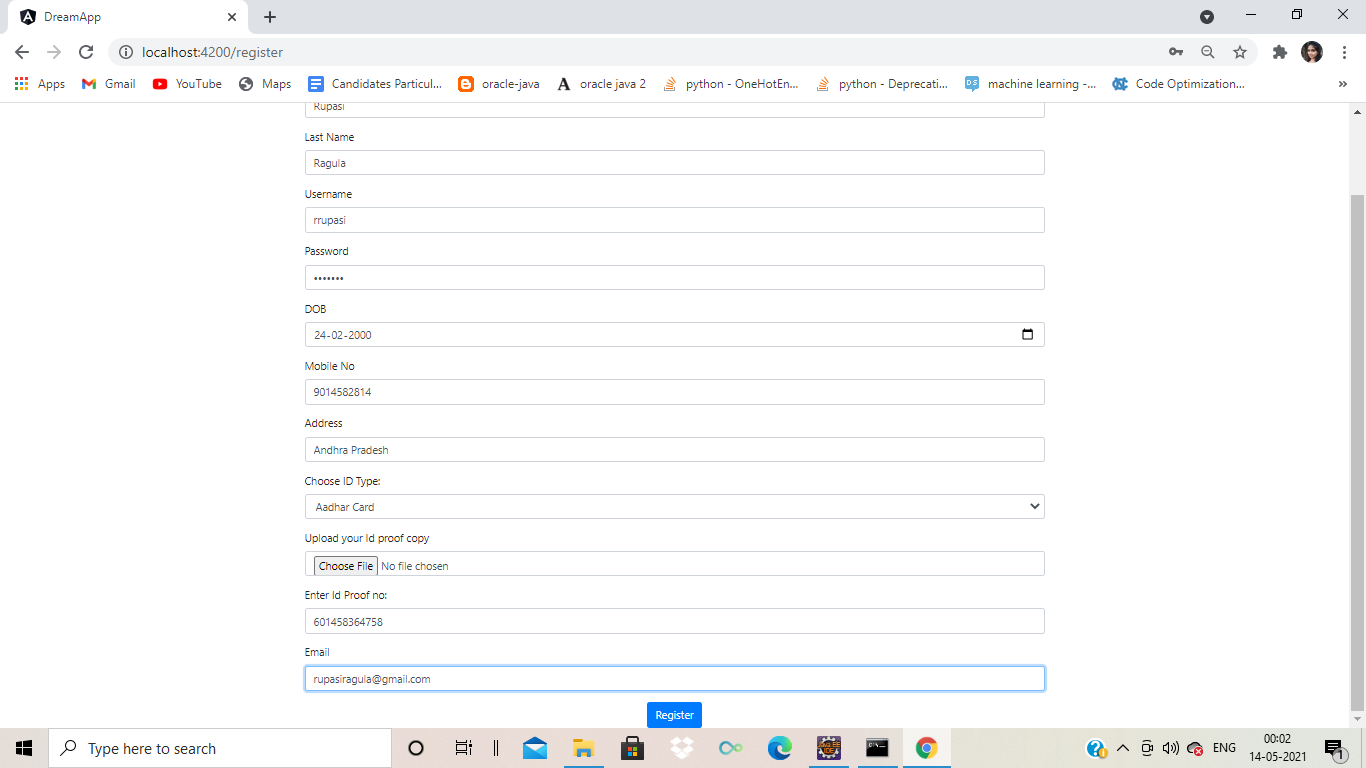 DreamApp
localhost:4200/register
Apps Gmail YouTube Maps Candidates Particul... oracle-java A oracle java 2 python - OneHotEn... python - Deprecati... D S machine learning -... Code Optimization... »
Rupasi
Last Name
Ragula
Username
rrupasi
Password
•••••••
DOB
24-02-2000
Mobile No
9014582814
Address
Andhra Pradesh
Choose ID Type:
Aadhar Card
Upload your Id proof copy
Choose File No file chosen
Enter Id Proof no:
601458364758
Email
rupasiragula@gmail.com
Register
Type here to search
ENG
00:02
14-05-2021
1